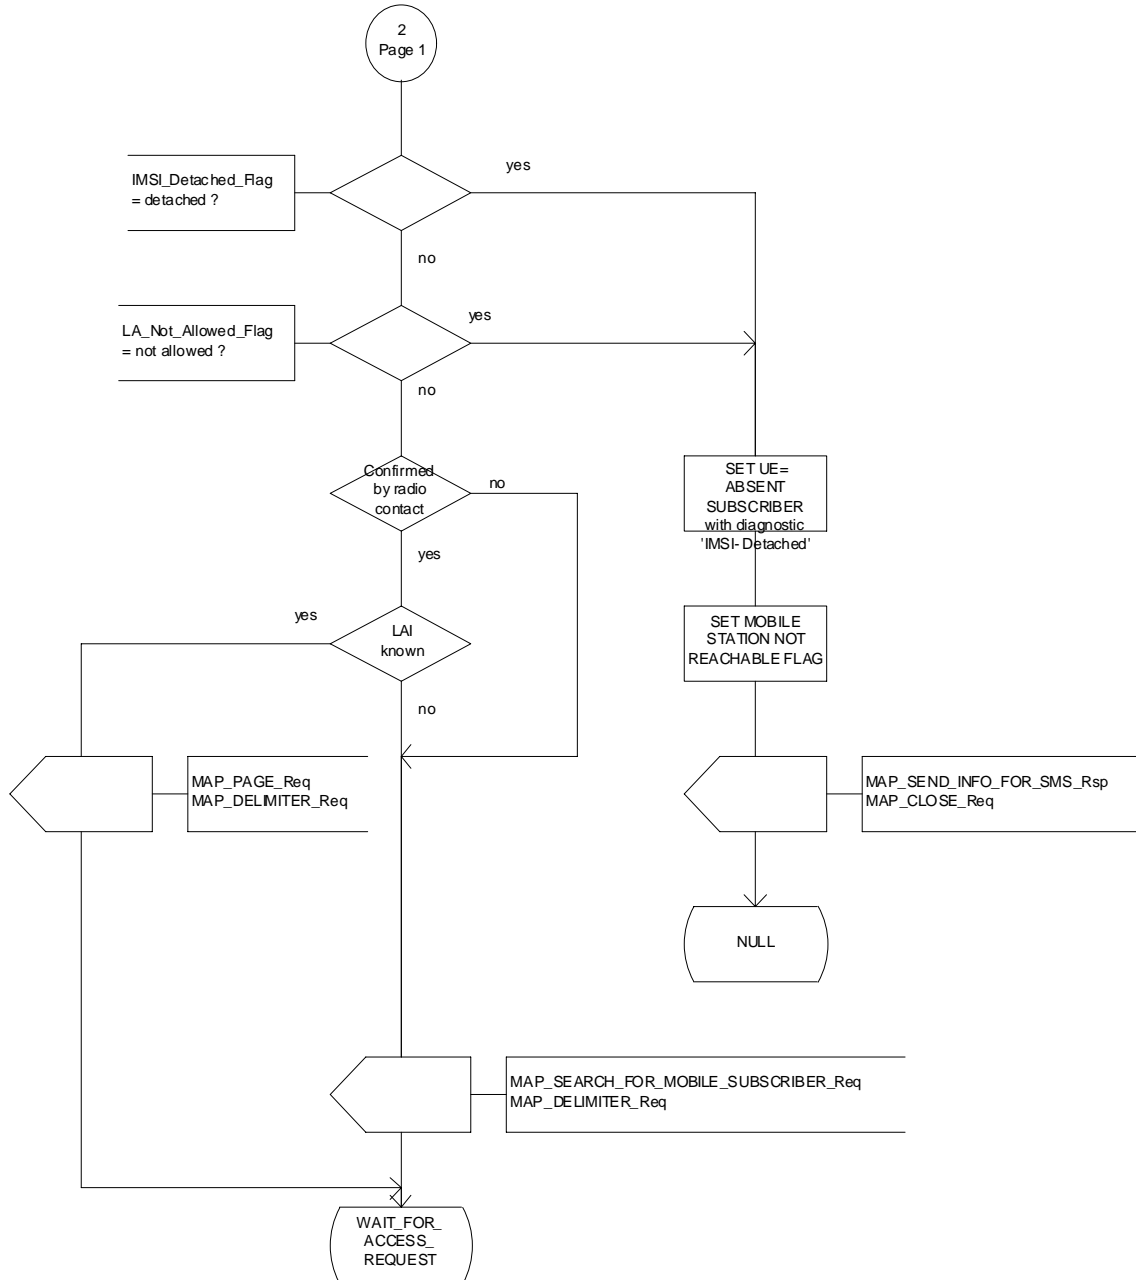 2
Page 1
yes
IMSI_Detached_Flag
= detached ?
no
yes
LA_Not_Allowed_Flag
= not allowed ?
no
Confirmed
by radio
contact
no
SET UE=
ABSENT
SUBSCRIBER
with diagnostic
'IMSI-Detached'
yes
yes
LAI
known
SET MOBILE
STATION NOT
REACHABLE FLAG
no
MAP_PAGE_Req
MAP_DELIMITER_Req
MAP_SEND_INFO_FOR_SMS_Rsp
MAP_CLOSE_Req
NULL
MAP_SEARCH_FOR_MOBILE_SUBSCRIBER_Req
MAP_DELIMITER_Req
WAIT_FOR_
ACCESS_
REQUEST